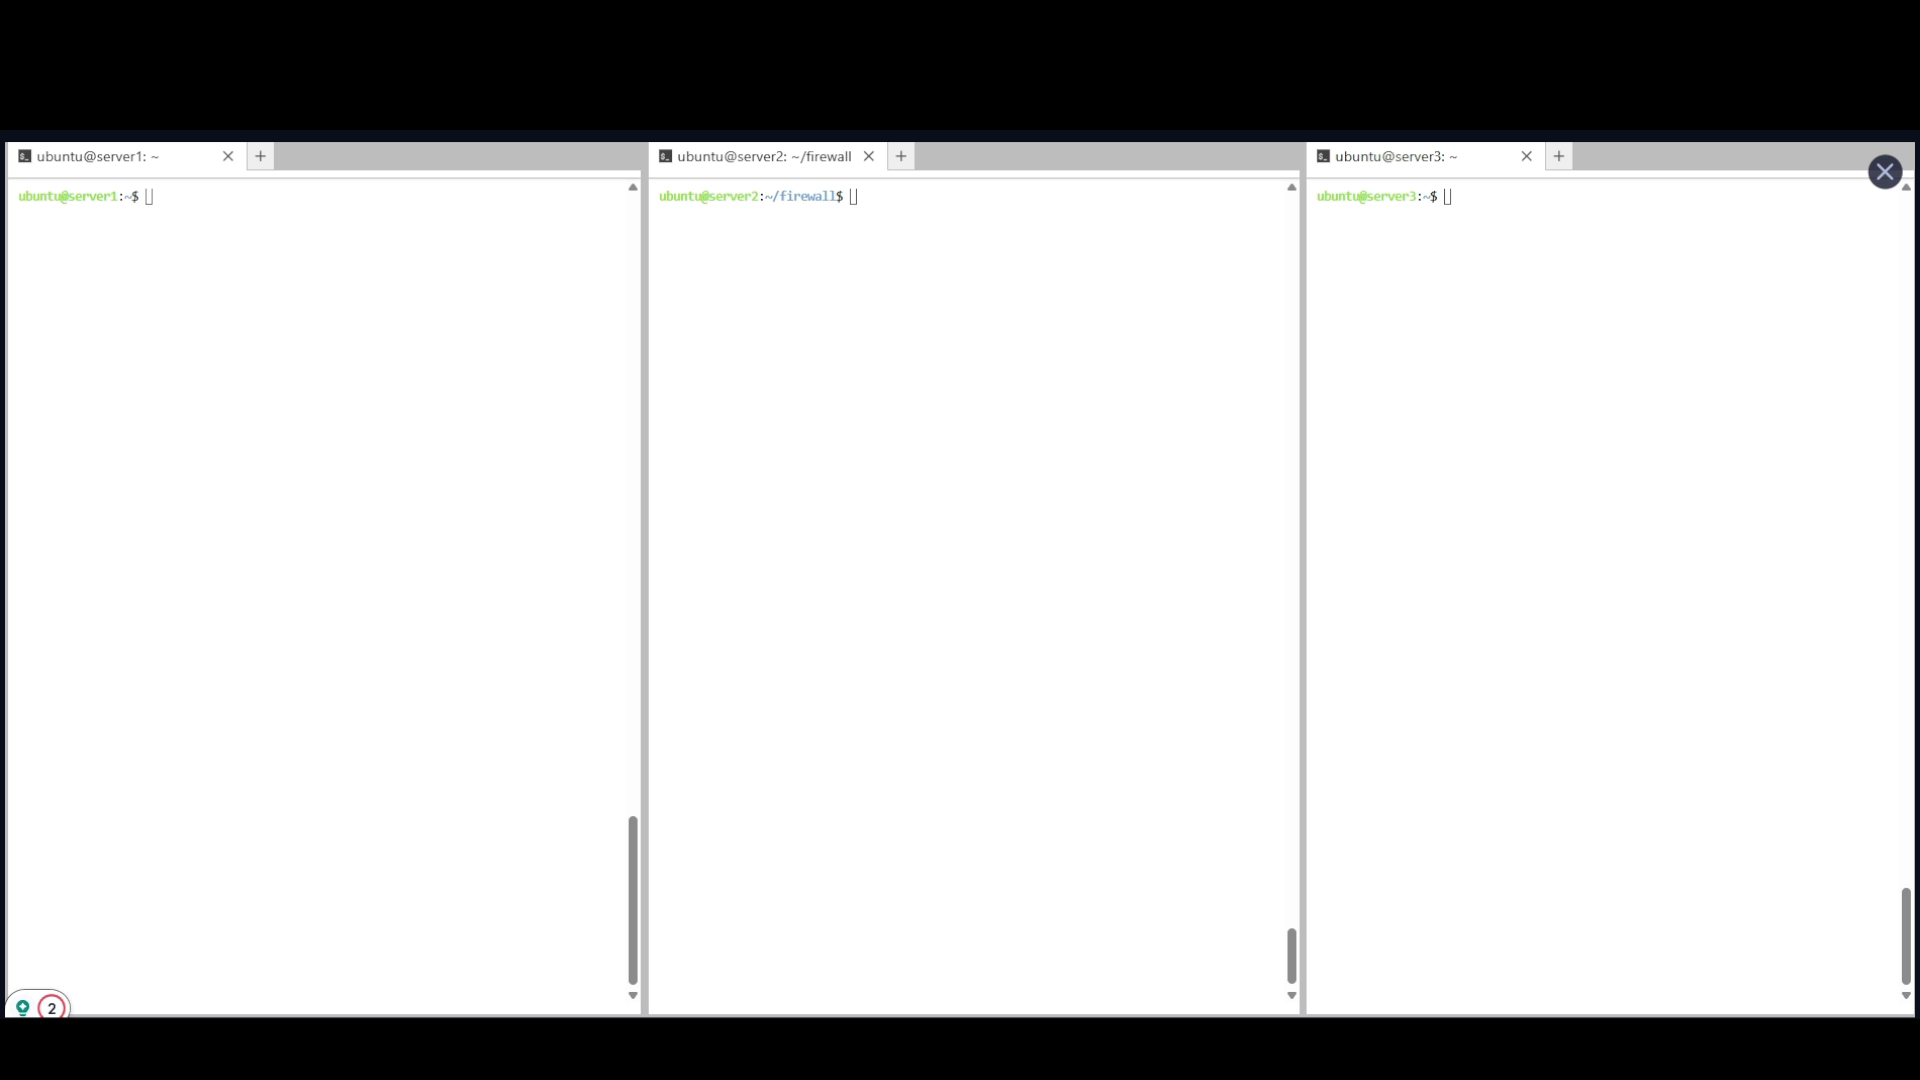 ubuntu@server1: ~
ubuntu@server1:~$
ubuntu@server2: ~/firewall
ubuntu@server2:~/firewall$
ubuntu@server3: ~
ubuntu@server3:~$
2